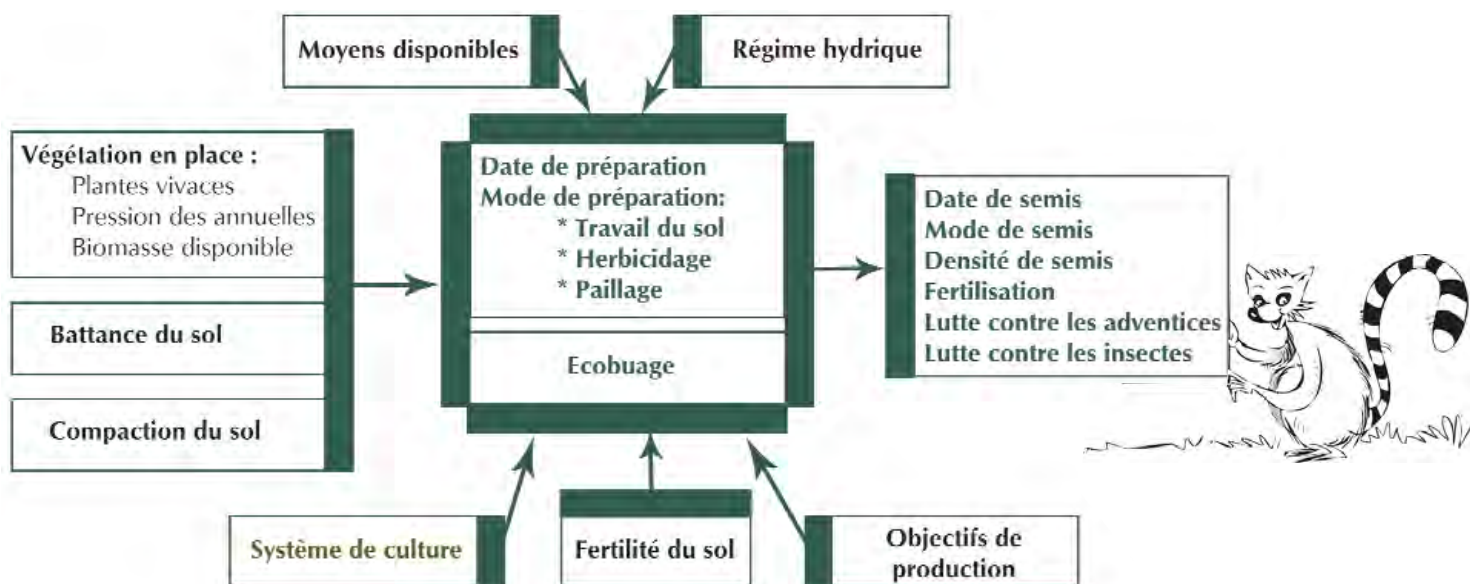 Moyens disponibles
Régime hydrique
Végétation en place :
Plantes vivaces
Pression des annuelles
Biomasse disponible
Battance du sol
Compaction du sol
Date de préparation
Mode de préparation:
* Travail du sol
* Herbicidage
* Paillage
Ecobuage
Date de semis
Mode de semis
Densité de semis
Fertilisation
Lutte contre les adventices
Lutte contre les insectes
Système de culture
Fertilité du sol
Objectifs de
production